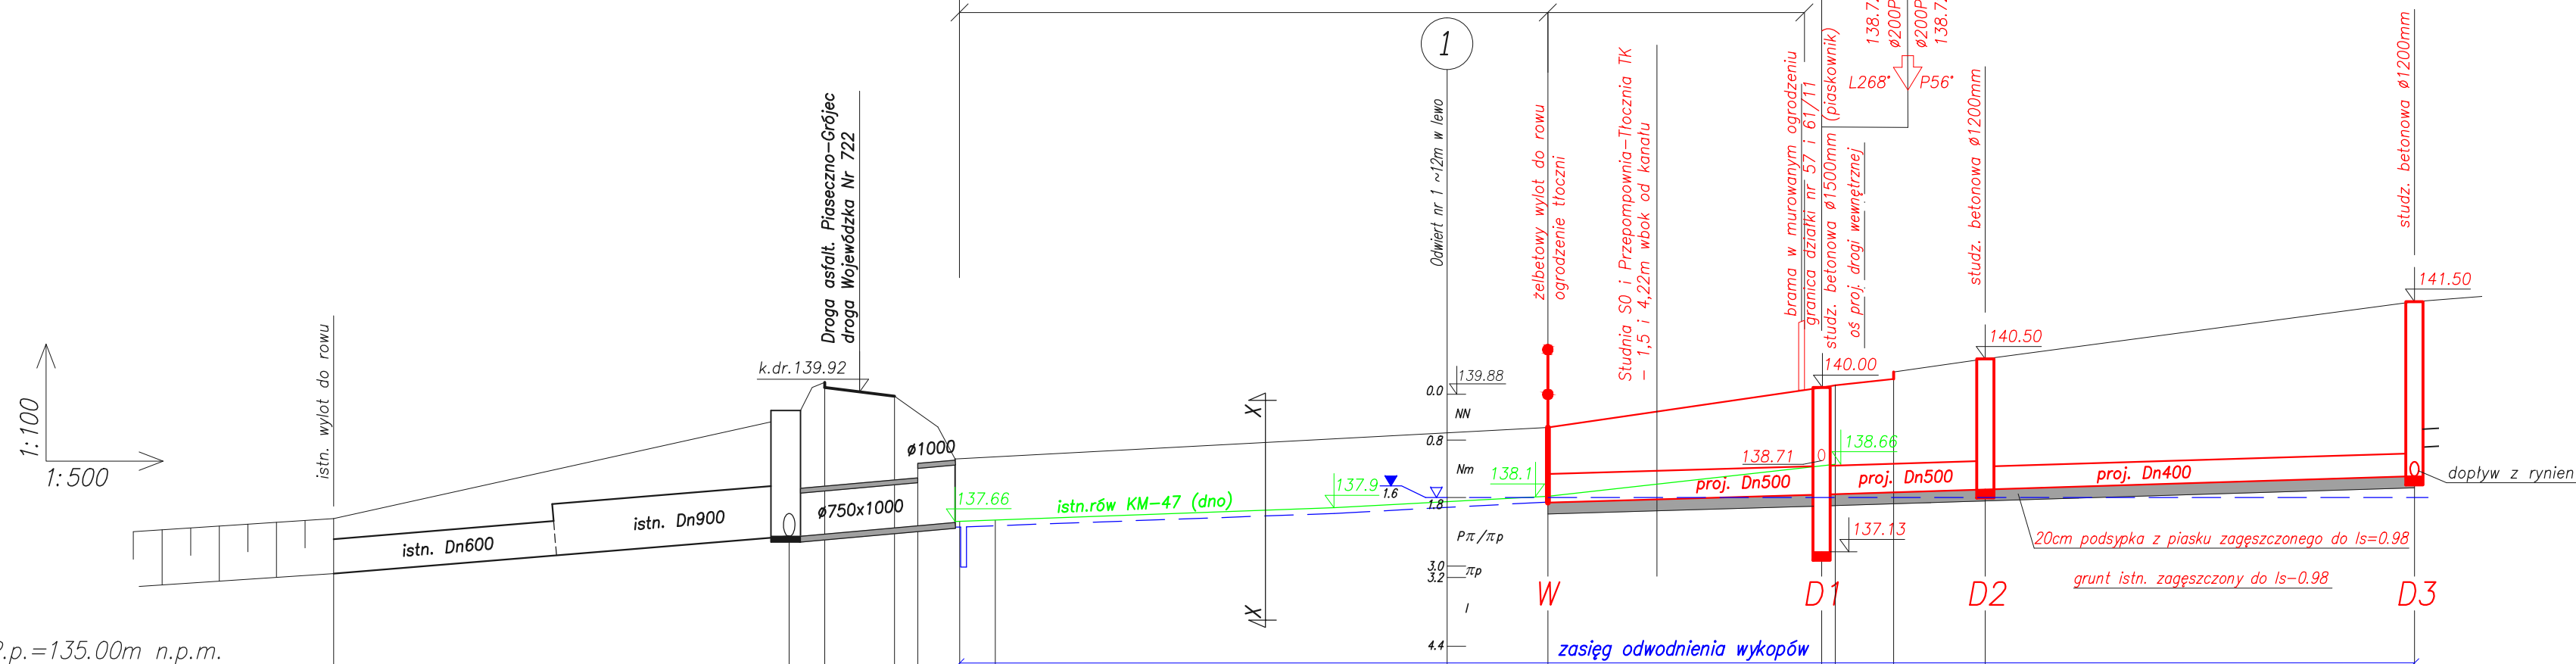 1:100
1:500
istn. wylot do rowu
k.dr.139.92
Droga asfalt. Piaseczno-Grójec
droga Wojewódzka Nr 722
istn. Dn600
istn. Dn900
ø750x1000
ø1000
137.66
istn.rów KM-47 (dno)
X
X
137.9
1
Odwiert nr 1 ~12m w lewo
139.88
0.0
NN
0.8
Nm
1.6
1.8
Pπ/πp
3.0
3.2
πp
I
4.4
138.1
żelbetowy wylot do rowu
ogrodzenie tłoczni
Studnia SO i Przepompownia-Tłocznia TK
- 1,5 i 4,22m wbok od kanału
brama w murowanym ogrodzeniu
granica działki nr 57 i 61/11
studz. betonowa ø1500mm (piaskownik)
oś proj. drogi wewnętrznej
L268*
P56*
studz. betonowa ø1200mm
studz. betonowa ø1200mm
140.00
140.50
141.50
138.71
138.66
proj. Dn500
proj. Dn500
proj. Dn400
137.13
dopływ z rynien
20cm podsypka z piasku zagęszczonego do Is=0.98
grunt istn. zagęszczony do Is-0.98
W
D1
D2
D3
zasięg odwodnienia wykopów
.p.=135.00m n.p.m.